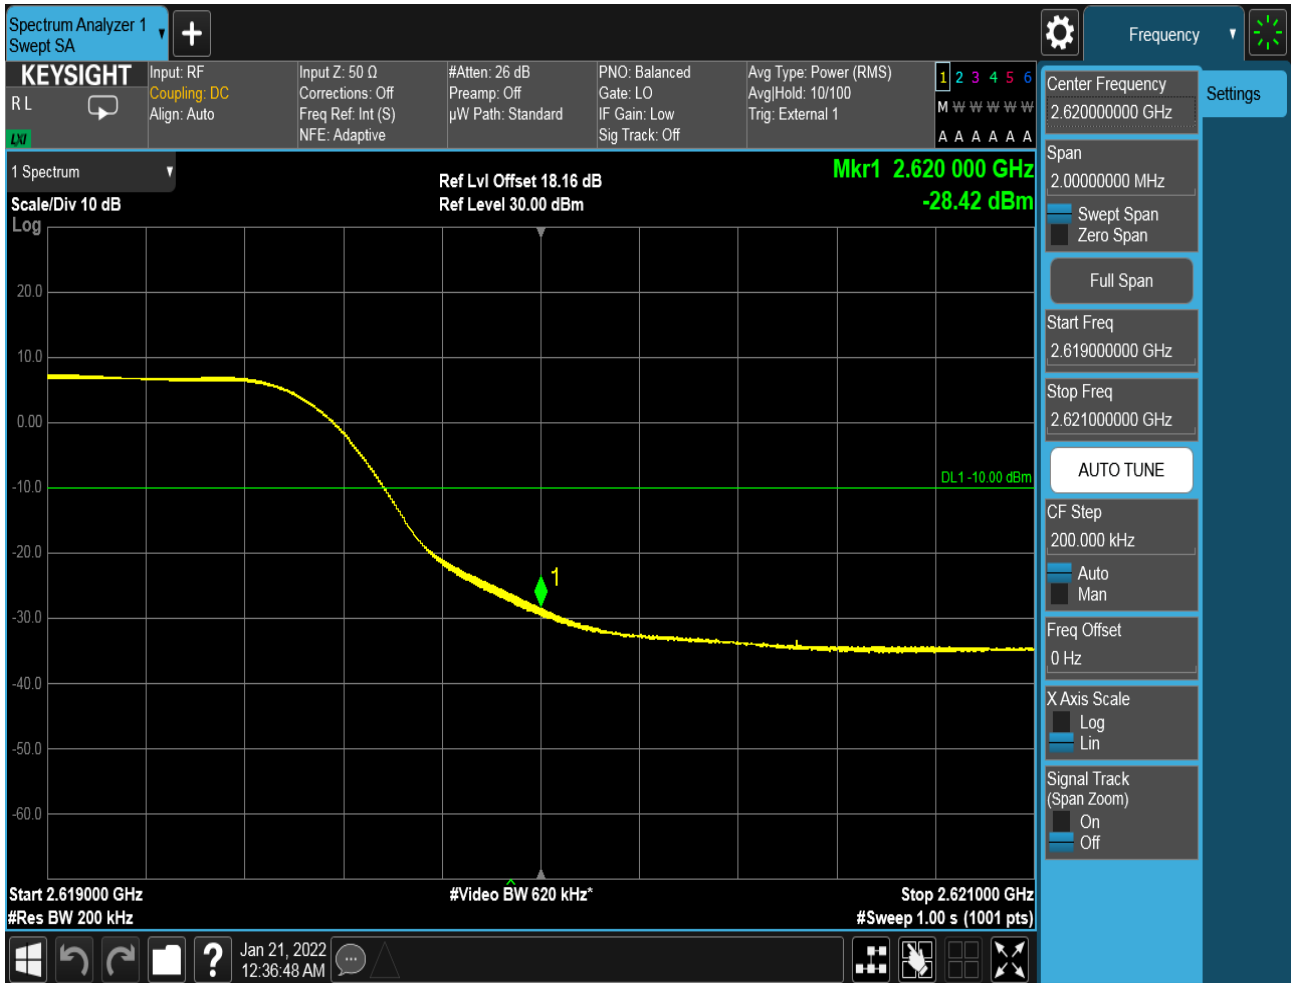 Spectrum Analyzer 1
Swept SA
Frequency
KEYSIGHT
R L
LXI
Input: RF
Coupling: DC
Align: Auto
Input Z: 50 Ω
Corrections: Off
Freq Ref: Int (S)
NFE: Adaptive
#Atten: 26 dB
Preamp: Off
µW Path: Standard
PNO: Balanced
Gate: LO
IF Gain: Low
Sig Track: Off
Avg Type: Power (RMS)
Avg|Hold: 10/100
Trig: External 1
1 2 3 4 5 6
M W W W W W
A A A A A A
1 Spectrum
Scale/Div 10 dB
Log
Ref Lvl Offset 18.16 dB
Ref Level 30.00 dBm
Mkr1 2.620 000 GHz
-28.42 dBm
20.0
10.0
0.00
-10.0
-20.0
-30.0
-40.0
-50.0
-60.0
DL1 -10.00 dBm
1
Start 2.619000 GHz
#Res BW 200 kHz
#Video BW 620 kHz*
Stop 2.621000 GHz
#Sweep 1.00 s (1001 pts)
Center Frequency
2.620000000 GHz
Settings
Span
2.00000000 MHz
Swept Span
Zero Span
Full Span
Start Freq
2.619000000 GHz
Stop Freq
2.621000000 GHz
AUTO TUNE
CF Step
200.000 kHz
Auto
Man
Freq Offset
0 Hz
X Axis Scale
Log
Lin
Signal Track
(Span Zoom)
On
Off
?
Jan 21, 2022
12:36:48 AM